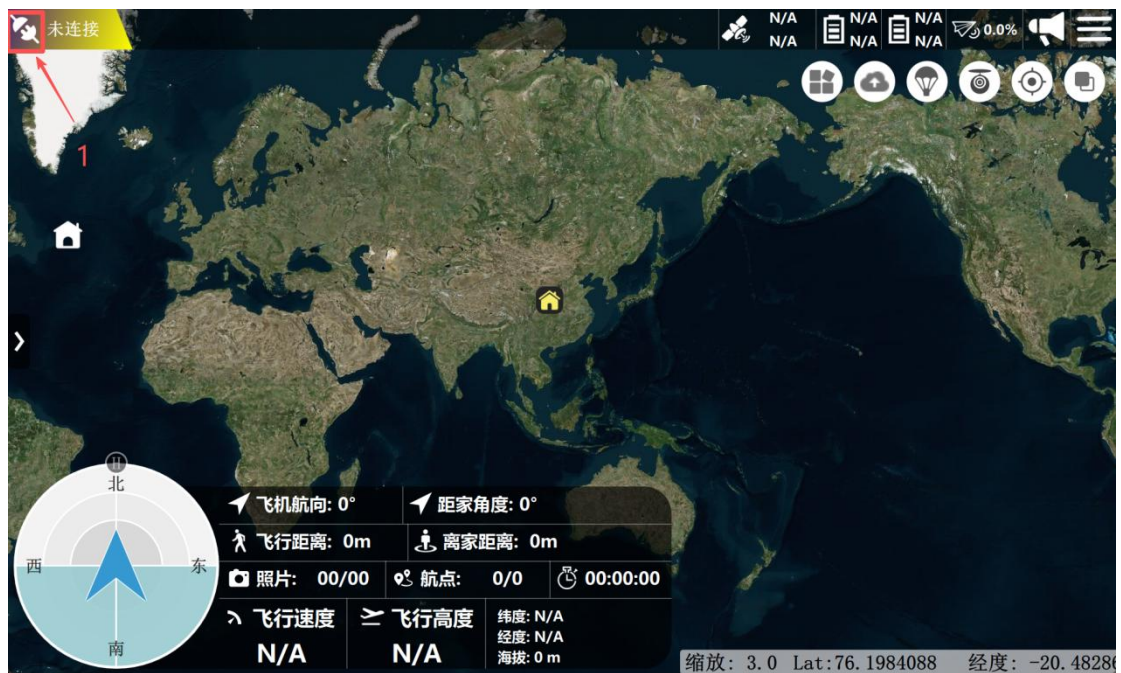 未连接
N/A
N/A
N/A
N/A
N/A
N/A
0.0%
1
H
北
西
东
南
飞机航向: 0°
距家角度: 0°
飞行距离: 0m
离家距离: 0m
照片: 00/00
航点: 0/0
00:00:00
飞行速度
N/A
飞行高度
N/A
纬度: N/A
经度: N/A
海拔: 0 m
缩放: 3.0 Lat:76.1984088 经度: -20.48286